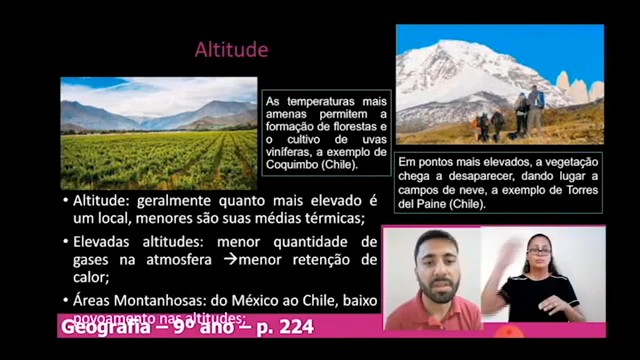 Altitude
As temperaturas mais
amenas permitem a
formação de florestas e
o cultivo de uvas
viníferas, a exemplo de
Coquimbo (Chile).
Em pontos mais elevados, a vegetação
chega a desaparecer, dando lugar a
campos de neve, a exemplo de Torres
del Paine (Chile).
• Altitude: geralmente quanto mais elevado é
um local, menores são suas médias térmicas;
• Elevadas altitudes: menor quantidade de
gases na atmosfera →menor retenção de
calor;
• Áreas Montanhosas: do México ao Chile, baixo
povoamento nas altitudes;
Geografia – 9º ano – p. 224